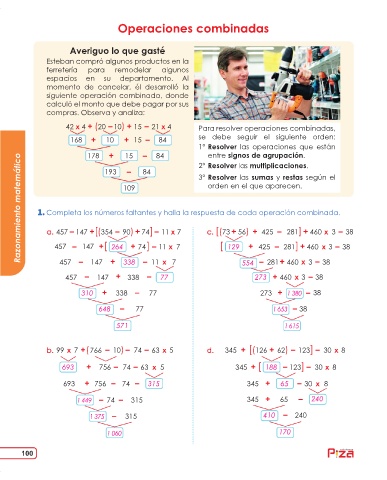 Operaciones combinadas
Averiguo lo que gasté
Esteban compró algunos productos en la
ferretería para remodelar algunos
espacios en su departamento. Al
momento de cancelar, él desarrolló la
siguiente operación combinada, donde
calculó el monto que debe pagar por sus
compras. Observa y analiza:
42 x 4 + (20 − 10) + 15 − 21 x 4
168 + 10 + 15 − 84
178 + 15 − 84
193 − 84
109
Para resolver operaciones combinadas,
se debe seguir el siguiente orden:
1° Resolver las operaciones que están
entre signos de agrupación.
2° Resolver las multiplicaciones.
3° Resolver las sumas y restas según el
orden en el que aparecen.
Razonamiento matemático
1. Completa los números faltantes y halla la respuesta de cada operación combinada.
a. 457 − 147 + [(354 − 90) + 74] − 11 x 7
457 − 147 + [ 264 + 74] − 11 x 7
457 − 147 + 338 − 11 x 7
457 − 147 + 338 − 77
310 + 338 − 77
648 − 77
571
c. [(73 + 56) + 425 − 281] + 460 x 3 − 38
[ 129 + 425 − 281] + 460 x 3 − 38
554 − 281 + 460 x 3 − 38
273 + 460 x 3 − 38
273 + 1 380 − 38
1 653 − 38
1 615
b. 99 x 7 + (766 − 10) − 74 − 63 x 5
693 + 756 − 74 − 63 x 5
693 + 756 − 74 − 315
1 449 − 74 − 315
1 375 − 315
1 060
d. 345 + [(126 + 62) − 123] − 30 x 8
345 + [ 188 − 123] − 30 x 8
345 + 65 − 30 x 8
345 + 65 − 240
410 − 240
170
100